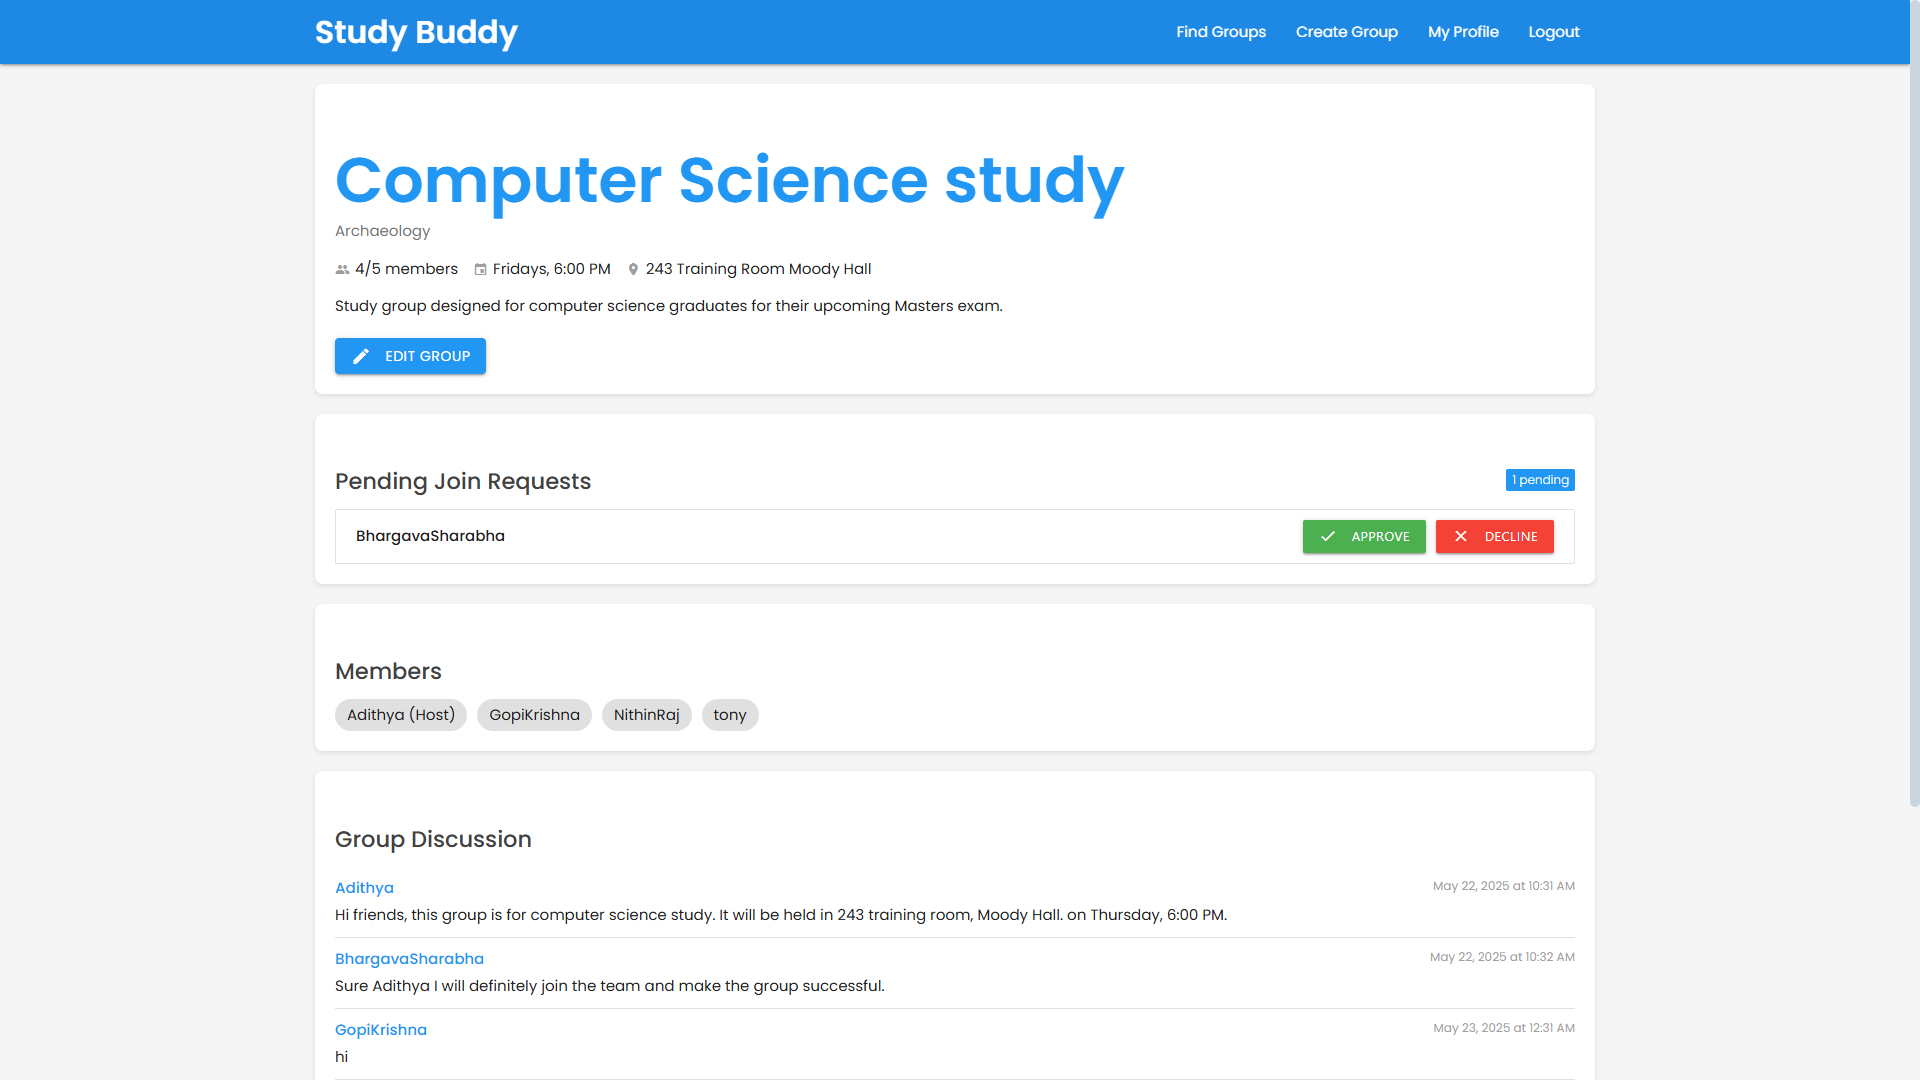 Study Buddy
Find Groups
Create Group
My Profile
Logout
Computer Science study
Archaeology
4/5 members
Fridays, 6:00 PM
243 Training Room Moody Hall
Study group designed for computer science graduates for their upcoming Masters exam.
EDIT GROUP
Pending Join Requests
1 pending
BhargavaSharabha
APPROVE
DECLINE
Members
Adithya (Host)
GopiKrishna
NithinRaj
tony
Group Discussion
Adithya
May 22, 2025 at 10:31 AM
Hi friends, this group is for computer science study. It will be held in 243 training room, Moody Hall. on Thursday, 6:00 PM.
BhargavaSharabha
May 22, 2025 at 10:32 AM
Sure Adithya I will definitely join the team and make the group successful.
GopiKrishna
May 23, 2025 at 12:31 AM
hi